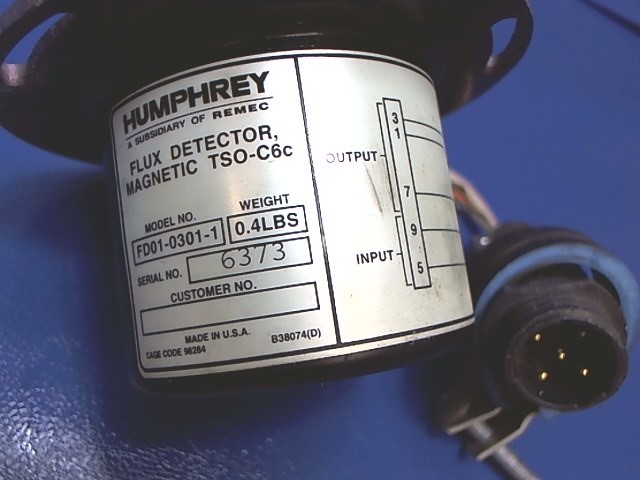 HUMPHREY
A SUBSIDIARY OF REMEC
FLUX DETECTOR,
MAGNETIC TSO-C6c
MODEL NO.
WEIGHT
FD01-0301-1
0.4LBS
SERIAL NO.
6373
CUSTOMER NO.
MADE IN U.S.A.
CAGE CODE 98284
B38074(D)
OUTPUT
3
1
7
INPUT
9
5